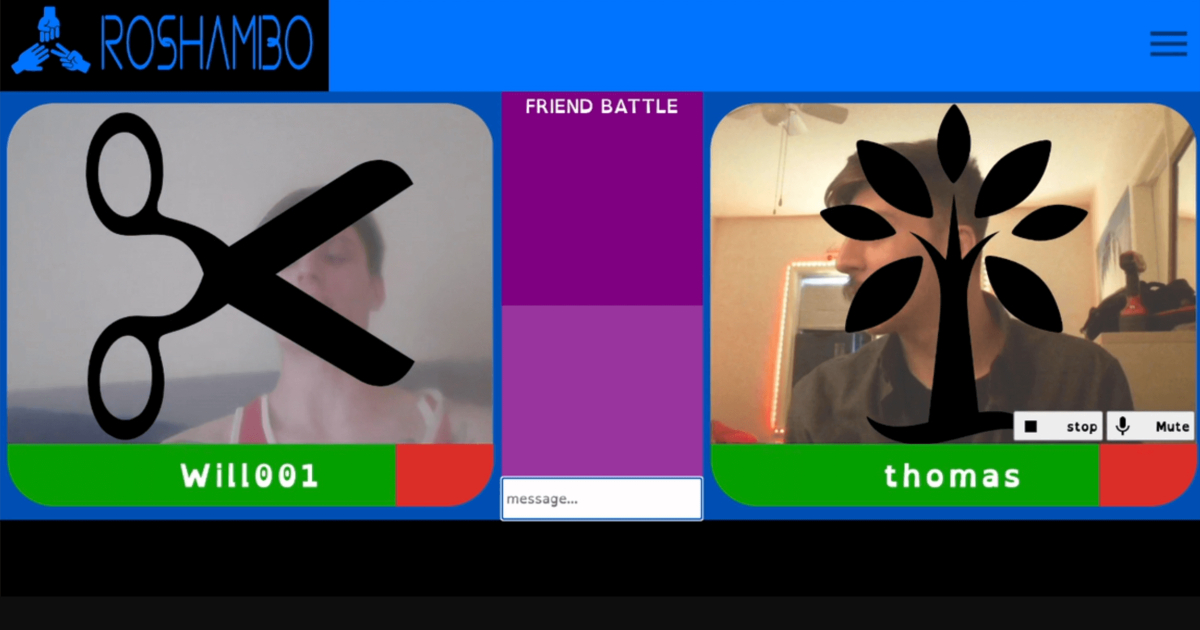 ROSHAMBO
FRIEND BATTLE
stop
Mute
Will001
message...
thomas